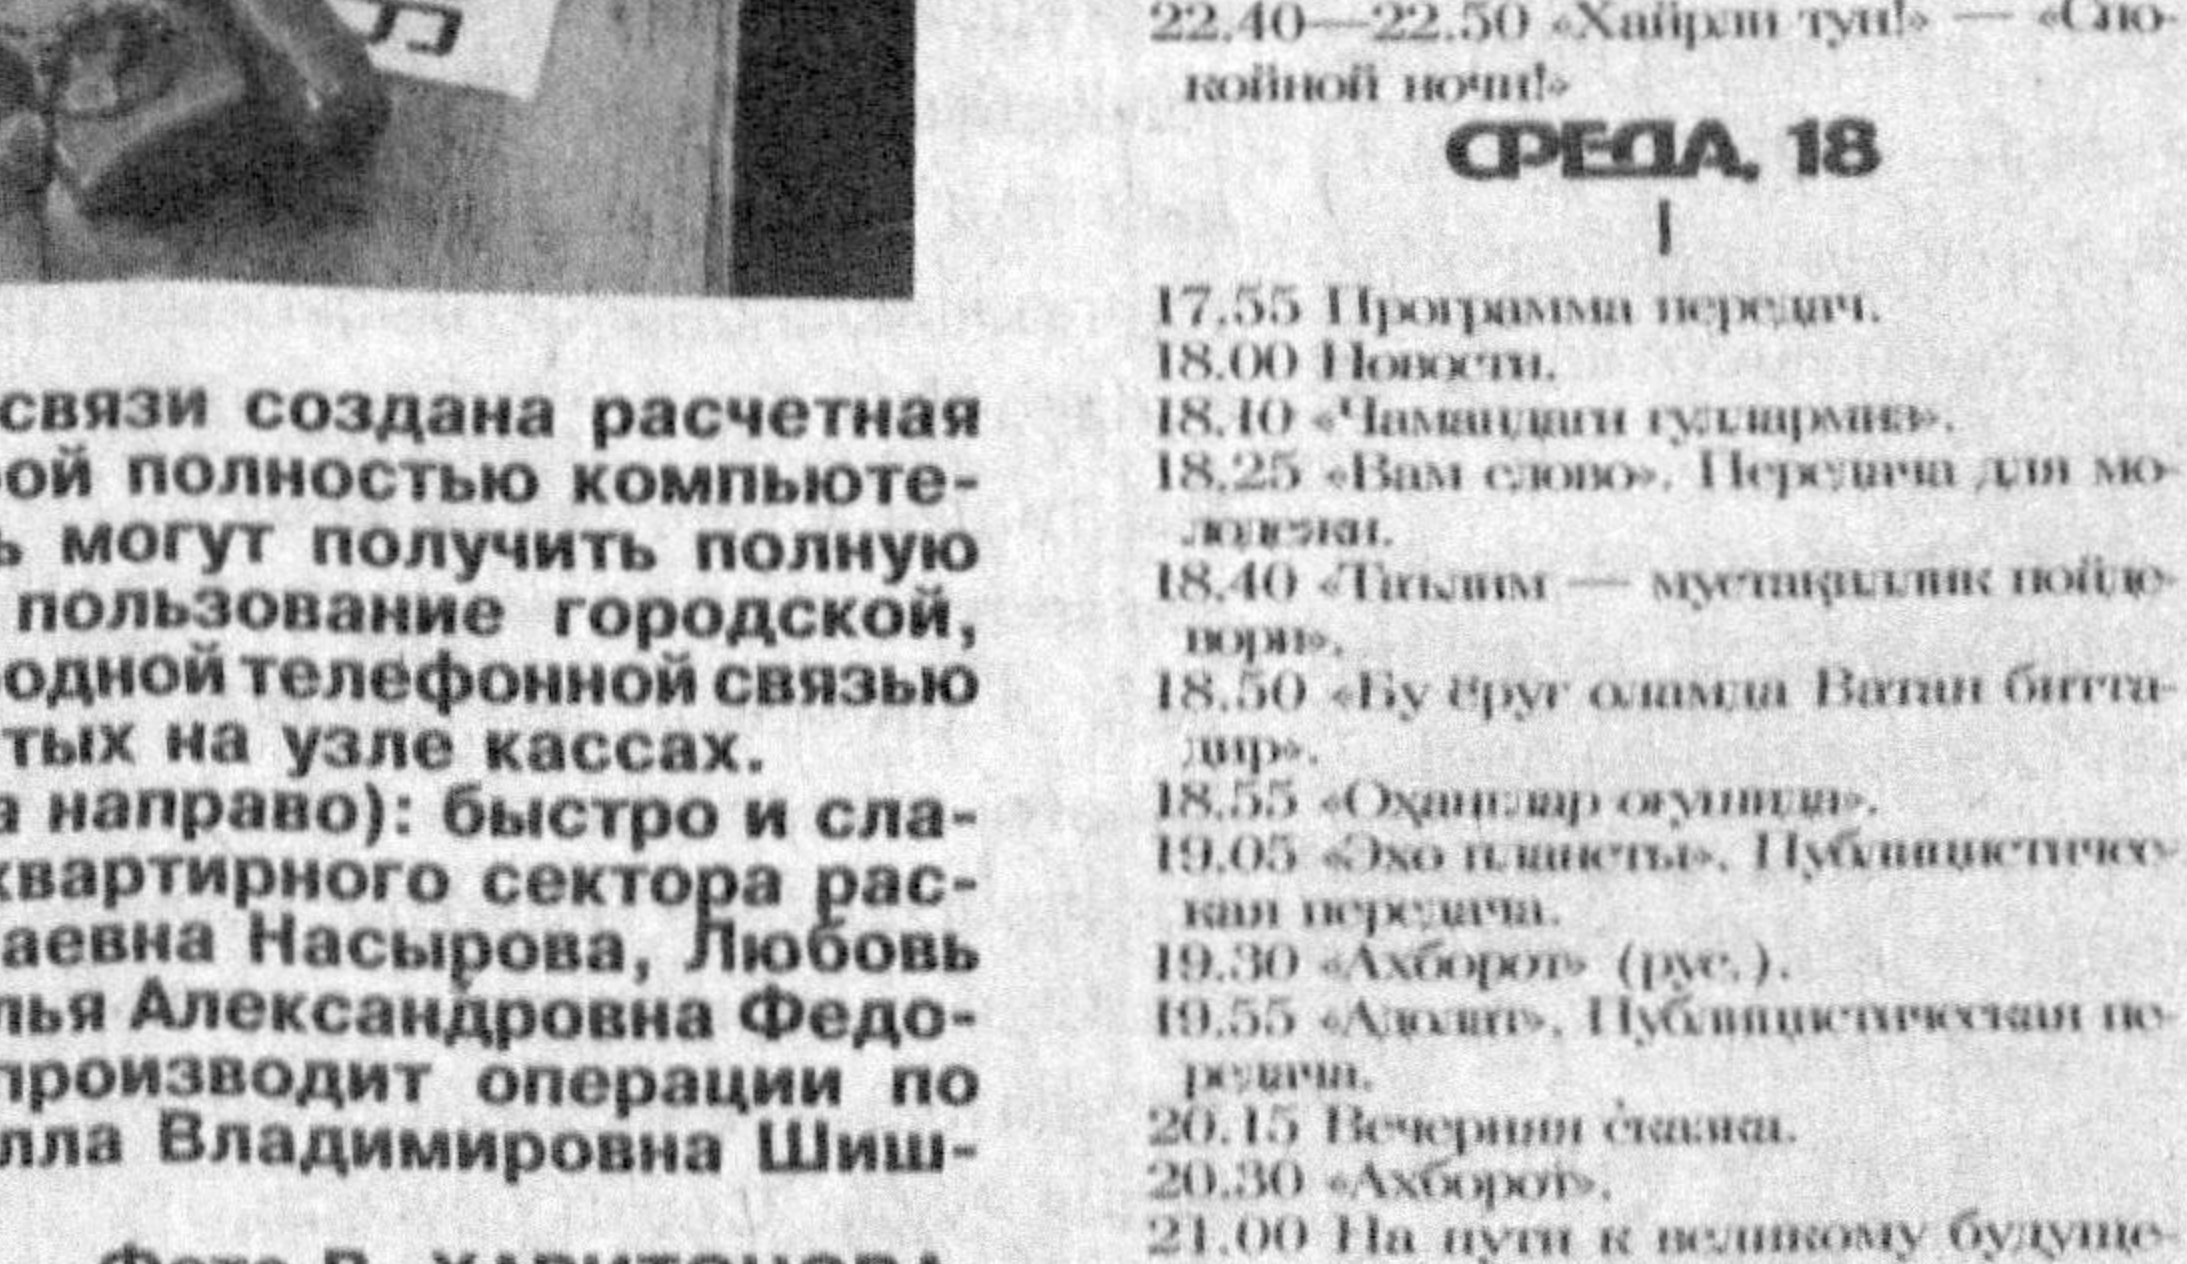 связи создана расчетная
ой полностью компьюте-
ь могут получить полную
пользование городской,
одной телефонной связью
тых на узле кассах.
а направо): быстро и сла-
квартирного сектора рас-
аевна Насырова, Любовь
лья Александровна Федо-
производит операции по
лла Владимировна Шиш-
Фото В. ХАРИТОНОВА
22.40—22.50 «Хайрли тун!» — «Спо-
койной ночи!»
СРЕДА, 18
I
17.55 Программа передач.
18.00 Новости.
18.10 «Чамандаги гулларимиз».
18.25 «Вам слово». Передача для мо-
лодежи.
18.40 «Таълим — мустақиллик пойде-
вори».
18.50 «Бу ёруғ оламда Ватан битта-
дир».
18.55 «Оҳанглар оғушида».
19.05 «Эхо планеты». Публицистичес-
кая передача.
19.30 «Ахборот» (рус.).
19.55 «Адолат». Публицистическая пе-
редача.
20.15 Вечерняя сказка.
20.30 «Ахборот».
21.00 На пути к великому будуще-